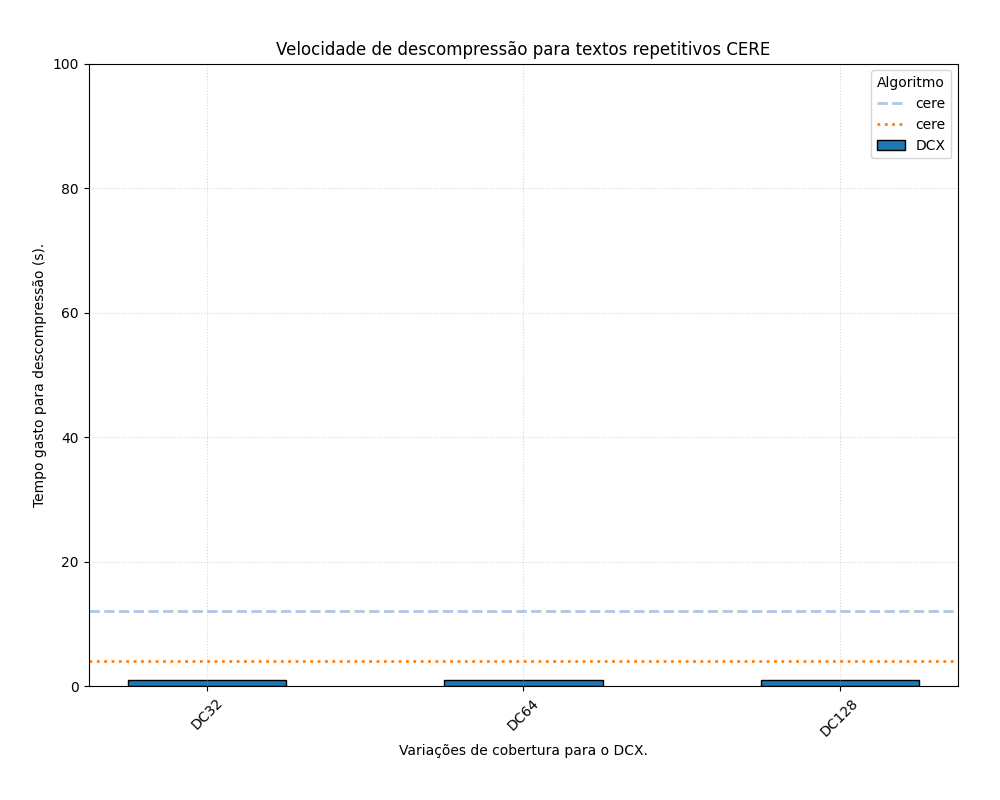 Velocidade de descompressão para textos repetitivos CERE
Algoritmo
cere
cere
DCX
Tempo gasto para descompressão (s).
100
80
60
40
20
0
DC32
DC64
DC128
Variações de cobertura para o DCX.